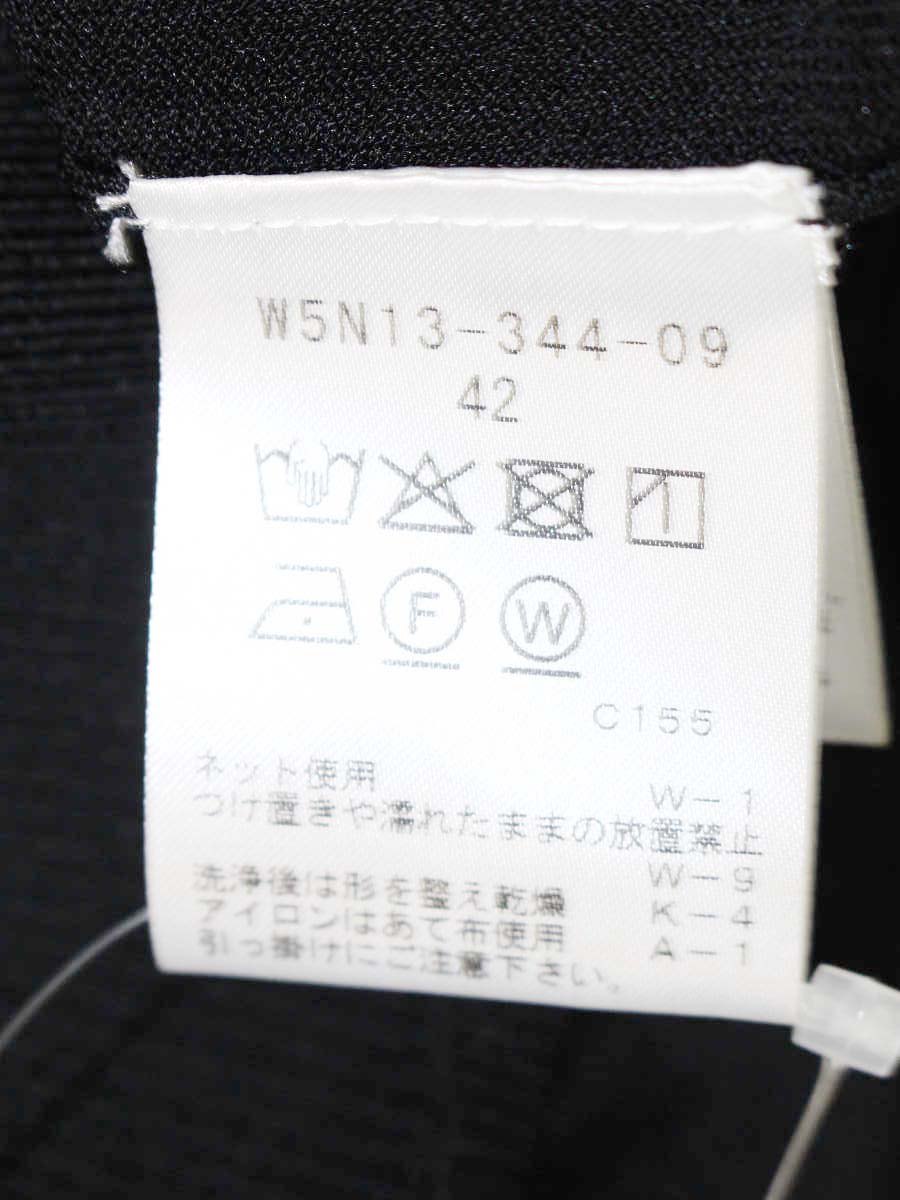 W5N13-344-09
42
F
W
C155
ネット使用 W-1
つけ置きや濡れたままの放置禁止
W-9
洗浄後は形を整え乾燥 K-4
アイロンはあて布使用 A-1
引っ掛けにご注意下さい。